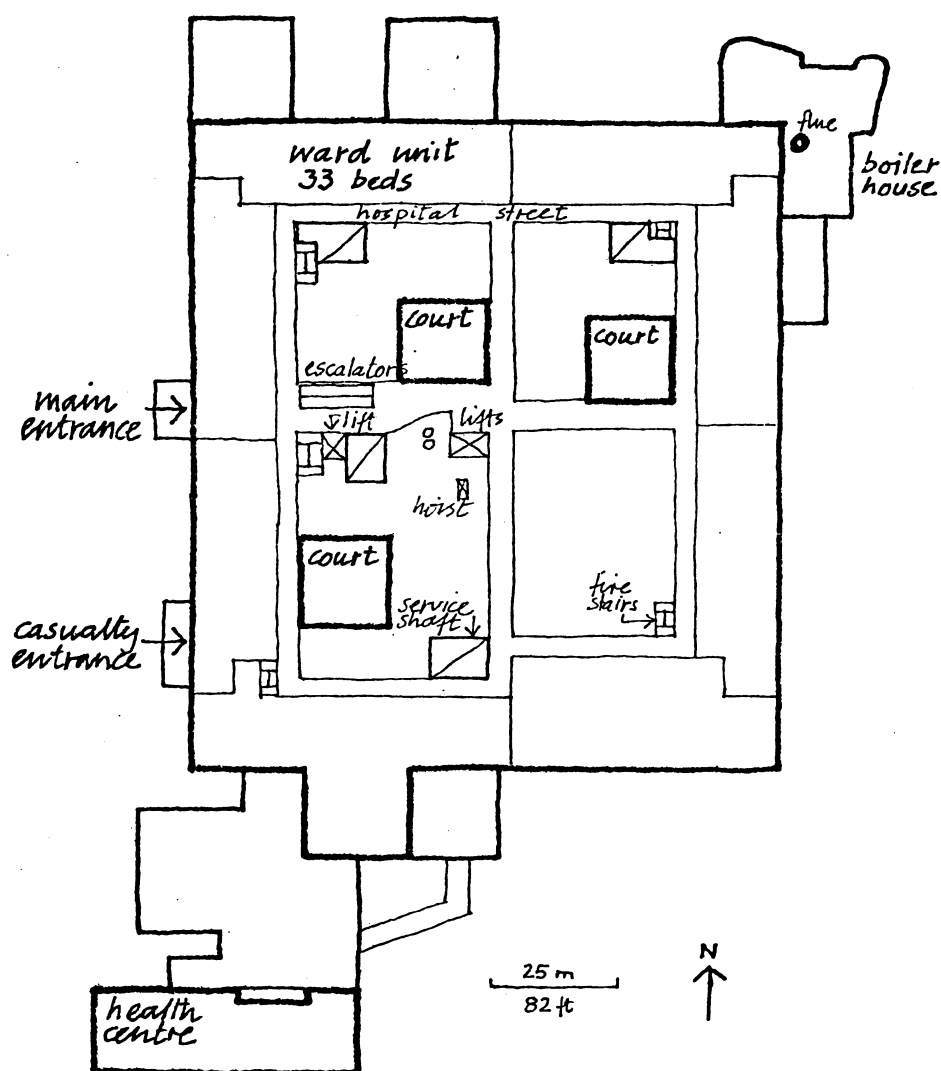 flue
boiler
house
ward unit
33 beds
hospital street
court
court
escalators
main
entrance
lift
lifts
hoist
court
fire
stairs
service
shaft
casualty
entrance
N
25 m
82 ft
health
centre